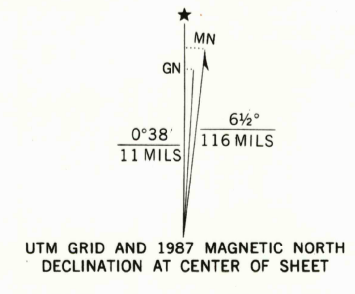 ★
MN
GN
0°38′
11 MILS
6½°
116 MILS
UTM GRID AND 1987 MAGNETIC NORTH
DECLINATION AT CENTER OF SHEET